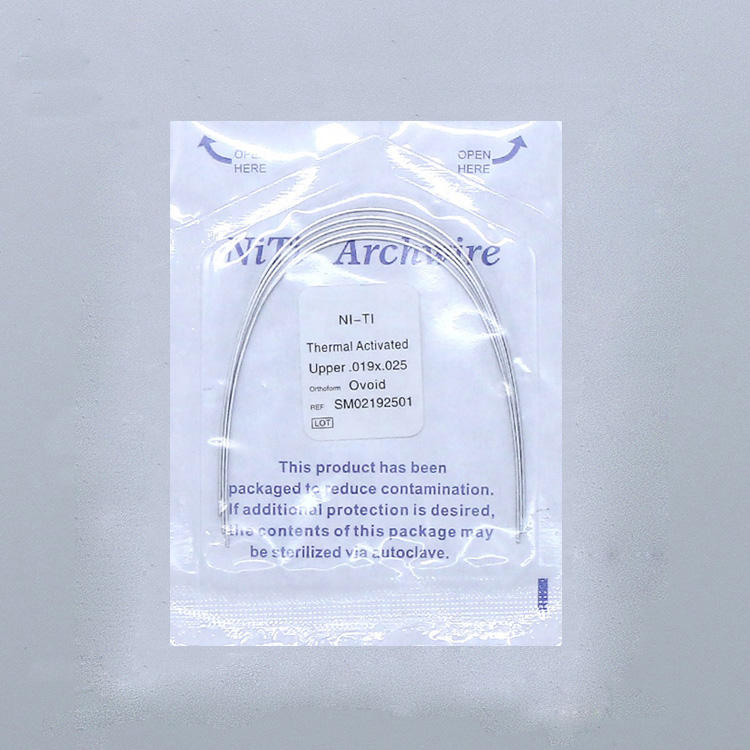 OPEN
HERE
OPEN
HERE
NiTi Archwire
NI-TI
Thermal Activated
Upper .019x.025
Orthoform Ovoid
REF SM02192501
LOT
This product has been
packaged to reduce contamination.
If additional protection is desired,
the contents of this package may
be sterilized via autoclave.